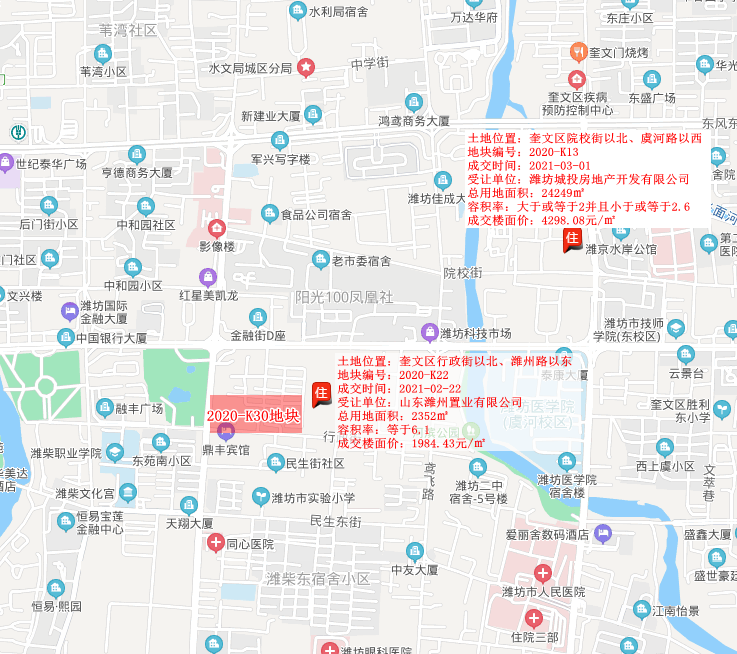 水利局宿舍
万达华府
东庄小区
苇湾社区
苇湾小区
水文局城区分局
中学街
奎文门烧烤
华光
新建业大厦
鸿鸢商务大厦
奎文区疾病
预防控制中心
东盛广场
东风东
世纪泰华广场
亨德商务大厦
军兴写字楼
土地位置：奎文区院校街以北、虞河路以西
地块编号：2020-K13
成交时间：2021-03-01
受让单位：潍坊城投房地产开发有限公司
总用地面积：24249㎡
容积率：大于或等于2并且小于或等于2.6
成交楼面价：4298.08元/㎡
潍坊佳成大
后门街小区
中和园社区
食品公司宿舍
影像楼
住
潍京水岸公馆
第二
医院
门社区
中和园小区
老市委宿舍
院校街
文兴楼
红星美凯龙
阳光100凤凰社
潍坊国际
金融大厦
金融街D座
潍坊科技市场
潍坊市技师
学院(东校区)
中国银行大厦
土地位置：奎文区行政街以北、潍州路以东
地块编号：2020-K22
成交时间：2021-02-22
受让单位：山东潍州置业有限公司
总用地面积：2352㎡
容积率：等于6.1
成交楼面价：1984.43元/㎡
住
泰康大厦
云景台
融丰广场
2020-K30地块
潍坊医学院
(虞河校区)
奎文区胜利
东小学
公园
鼎丰宾馆
行
潍柴职业学院
东苑南小区
民生街社区
西上虞小区
文萃巷
鸢飞路
华美达
酒店
潍柴文化宫
潍坊市实验小学
潍坊二中
宿舍-5号楼
潍坊医学院
宿舍楼
恒易宝莲
金融中心
天翔大厦
民生东街
同心医院
爱丽舍数码酒店
盛鑫大厦
中友大厦
潍柴东宿舍小区
盛世豪庭
潍坊市人民医院
恒易·熙园
江南怡景
住院三部
潍坊眼科医院